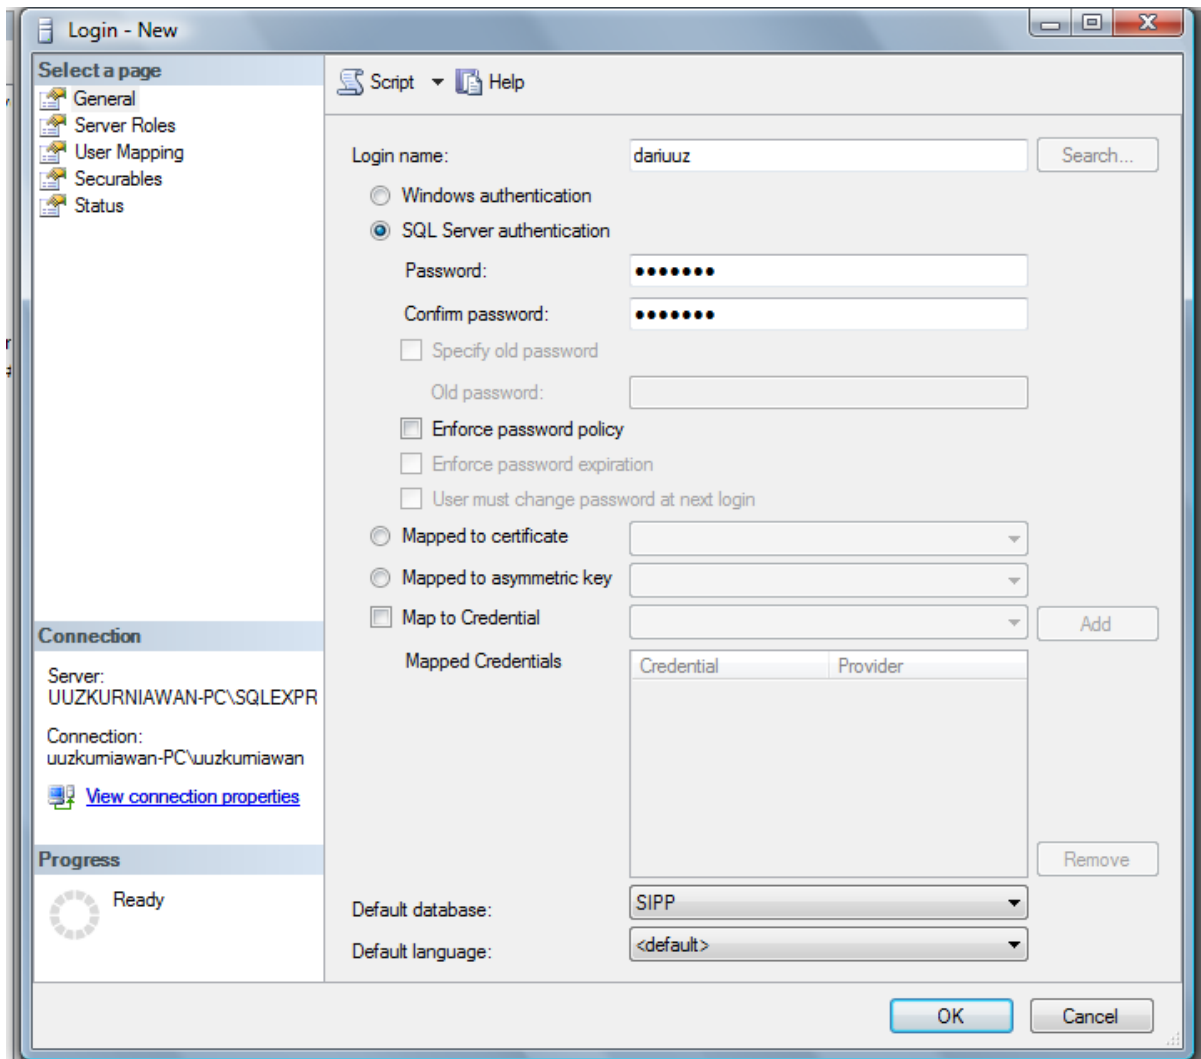 Login - New
Select a page
General
Server Roles
User Mapping
Securables
Status
Script
Help
Login name:
dariuuz
Search...
Windows authentication
SQL Server authentication
Password:
•••••••
Confirm password:
•••••••
Specify old password
Old password:
Enforce password policy
Enforce password expiration
User must change password at next login
Mapped to certificate
Mapped to asymmetric key
Map to Credential
Add
Mapped Credentials
Credential
Provider
Remove
Default database:
SIPP
Default language:
<default>
Connection
Server:
UUZKURNIAWAN-PC\SQLEXPR
Connection:
uuzkurniawan-PC\uuzkurniawan
View connection properties
Progress
Ready
OK
Cancel